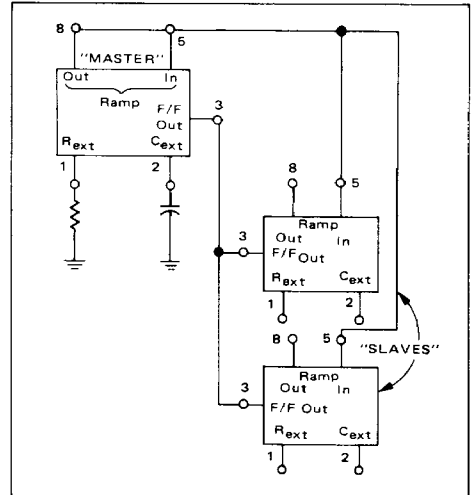 8 5
"MASTER"
Out In
Ramp
F/F
Out
3
Rext Cext
1 2
8 5
3
Ramp
Out In
F/F Out
Rext Cext
1 2
8 5
"SLAVES"
3
Ramp
Out In
F/F Out
Rext Cext
1 2